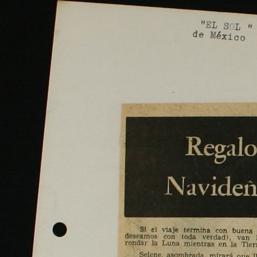 "EL SOL"
de México
Regalo
Navideñ
Si el viaje termina con buena
deseamos con toda verdad), van
rondar la Luna mientras en la Tier
Selene, asombrada, mirará que